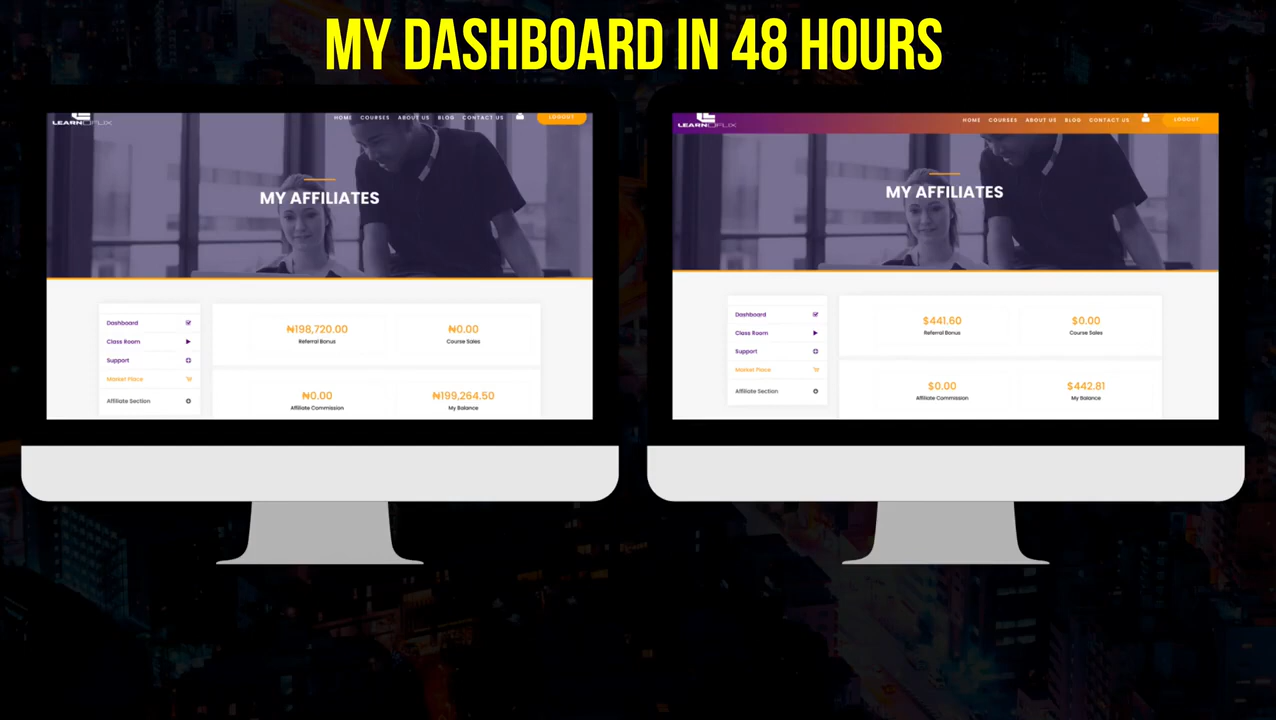 MY DASHBOARD IN 48 HOURS
LEARNOFLIX
HOME COURSES ABOUT US BLOG CONTACT US LOGOUT
MY AFFILIATES
Dashboard
Class Room
Support
Market Place
Affiliate Section
₦198,720.00 ₦0.00
Referral Bonus Course Sales
₦0.00 ₦199,264.50
Affiliate Commission My Balance
LEARNOFLIX
HOME COURSES ABOUT US BLOG CONTACT US LOGOUT
MY AFFILIATES
Dashboard
Class Room
Support
Market Place
Affiliate Section
$441.60 $0.00
Referral Bonus Course Sales
$0.00 $442.81
Affiliate Commission My Balance